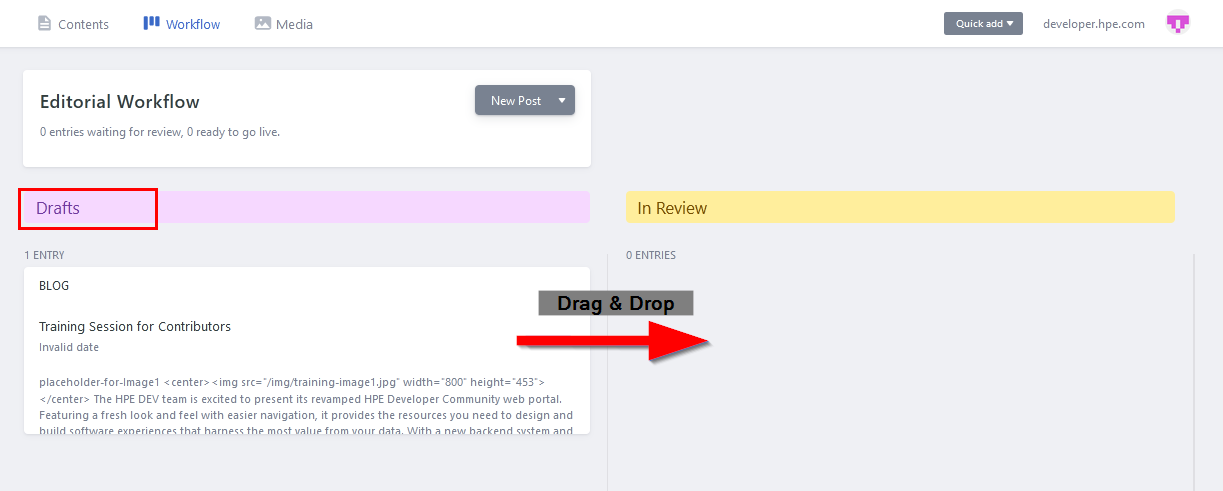 Contents Workflow Media Quick add developer.hpe.com
Editorial Workflow
New Post
0 entries waiting for review, 0 ready to go live.
Drafts
In Review
1 ENTRY
0 ENTRIES
BLOG
Drag & Drop
Training Session for Contributors
Invalid date
placeholder-for-Image1 <center><img src="/img/training-image1.jpg" width="800" height="453">
</center> The HPE DEV team is excited to present its revamped HPE Developer Community web portal.
Featuring a fresh look and feel with easier navigation, it provides the resources you need to design and
build software experiences that harness the most value from your data. With a new backend system and